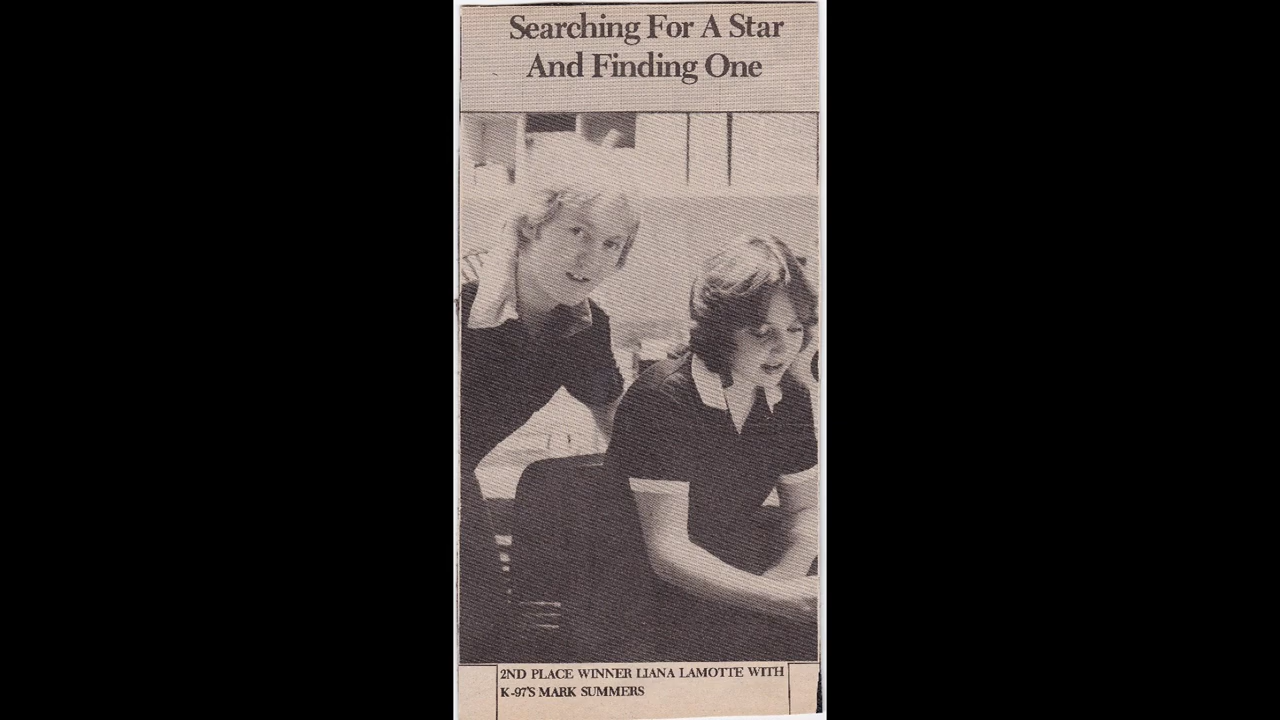 Searching For A Star
And Finding One
2ND PLACE WINNER LIANA LAMOTTE WITH
K-97'S MARK SUMMERS